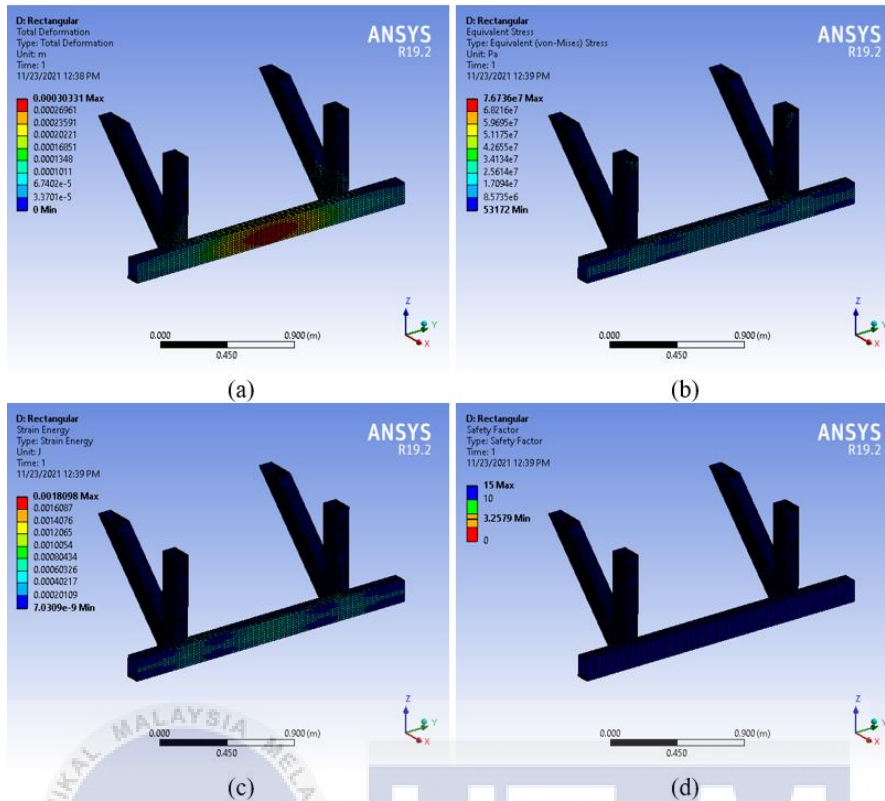 D: Rectangular
Total Deformation
Type: Total Deformation
Unit: m
Time: 1
11/23/2021 12:38 PM
ANSYS
R19.2
0.00030331 Max
0.00026961
0.00023591
0.00020221
0.00016851
0.0001348
0.0001011
6.7402e-5
3.3701e-5
0 Min
0.000
0.900 (m)
0.450
Z
Y
X
(a)
D: Rectangular
Equivalent Stress
Type: Equivalent (von-Mises) Stress
Unit: Pa
Time: 1
11/23/2021 12:39 PM
ANSYS
R19.2
7.6736e7 Max
6.8216e7
5.9695e7
5.1175e7
4.2655e7
3.4134e7
2.5614e7
1.7094e7
8.5735e6
53172 Min
0.000
0.900 (m)
0.450
Z
Y
X
(b)
D: Rectangular
Strain Energy
Type: Strain Energy
Unit: J
Time: 1
11/23/2021 12:39 PM
ANSYS
R19.2
0.0018098 Max
0.0016087
0.0014076
0.0012065
0.0010054
0.00080434
0.00060326
0.00040217
0.00020109
7.0309e-9 Min
0.000
0.900 (m)
0.450
Z
Y
X
(c)
D: Rectangular
Safety Factor
Type: Safety Factor
Time: 1
11/23/2021 12:39 PM
ANSYS
R19.2
15 Max
10
3.2579 Min
0
0.000
0.900 (m)
0.450
Z
Y
X
(d)
MALAYSIA